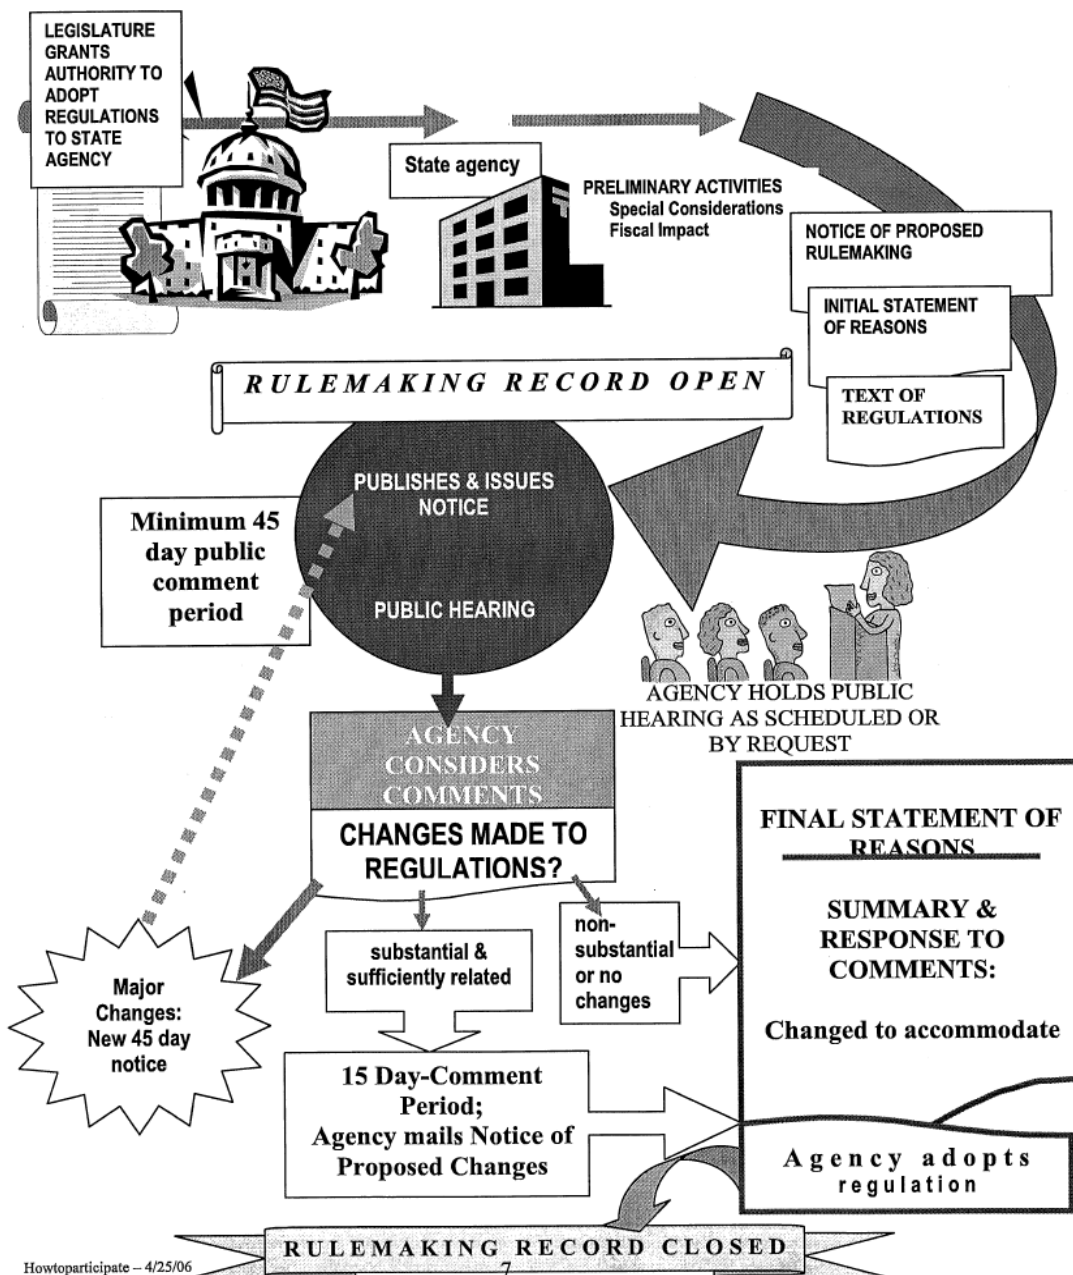 LEGISLATURE
GRANTS
AUTHORITY TO
ADOPT
REGULATIONS
TO STATE
AGENCY
State agency
PRELIMINARY ACTIVITIES
Special Considerations
Fiscal Impact
NOTICE OF PROPOSED
RULEMAKING
INITIAL STATEMENT
OF REASONS
TEXT OF
REGULATIONS
RULEMAKING RECORD OPEN
PUBLISHES & ISSUES
NOTICE
PUBLIC HEARING
Minimum 45
day public
comment
period
AGENCY HOLDS PUBLIC
HEARING AS SCHEDULED OR
BY REQUEST
AGENCY
CONSIDERS
COMMENTS
CHANGES MADE TO
REGULATIONS?
Major
Changes:
New 45 day
notice
substantial &
sufficiently related
non-
substantial
or no
changes
15 Day-Comment
Period;
Agency mails Notice of
Proposed Changes
FINAL STATEMENT OF
REASONS
SUMMARY &
RESPONSE TO
COMMENTS:
Changed to accommodate
Agency adopts
regulation
RULEMAKING RECORD CLOSED
Howtoparticipate – 4/25/06
7